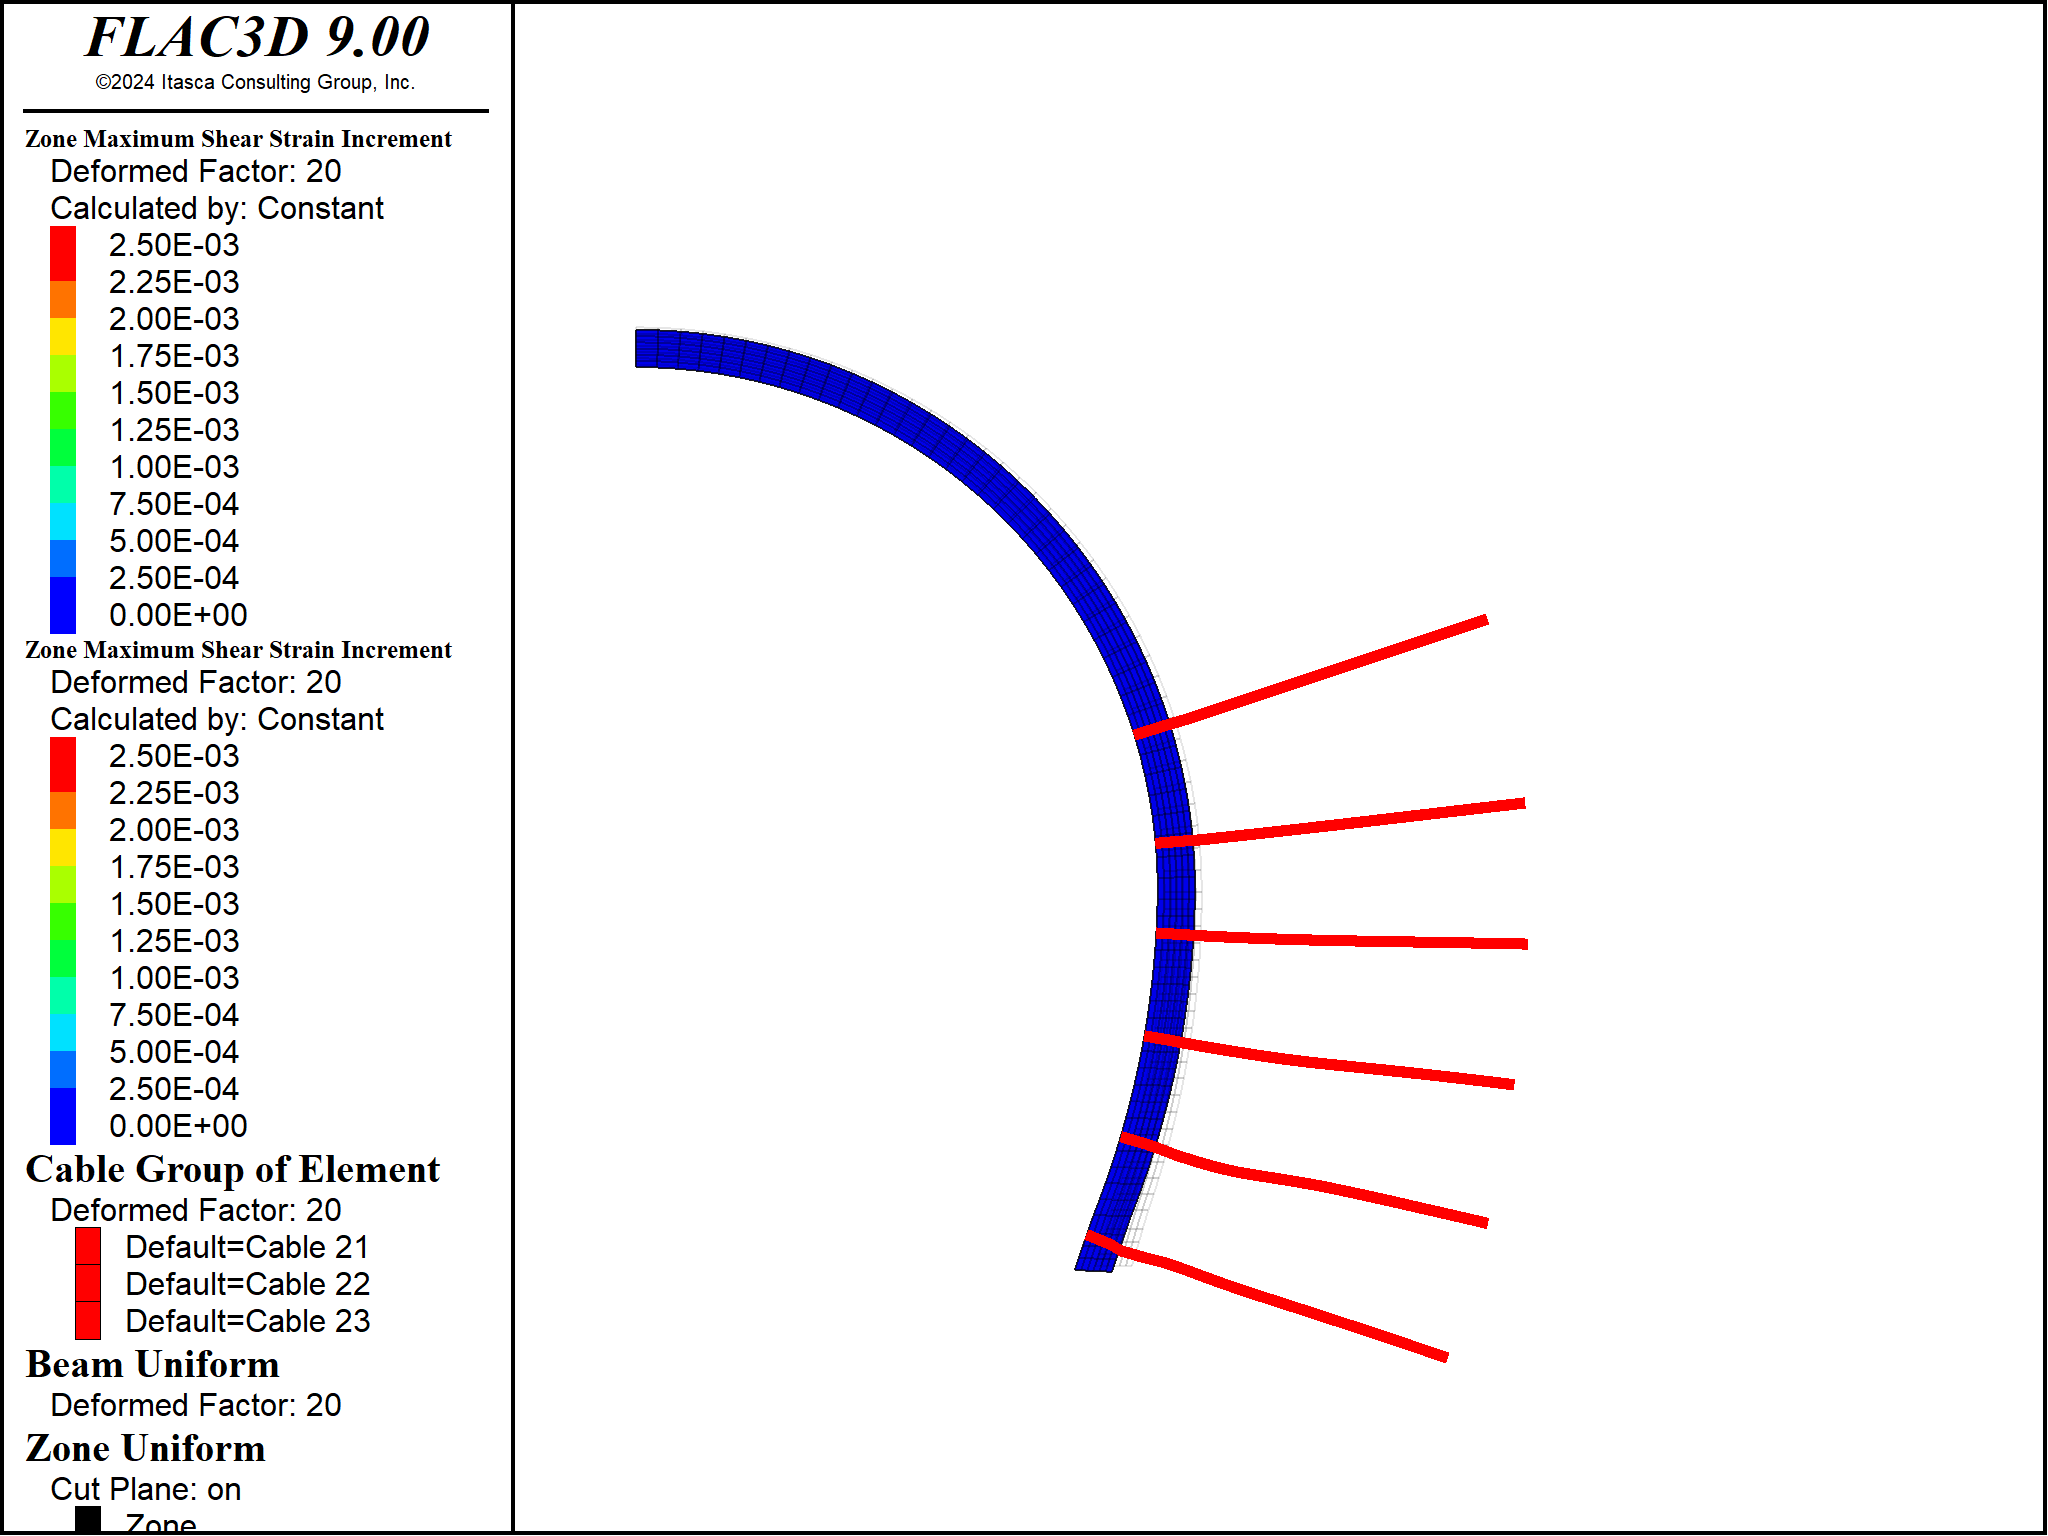 FLAC3D 9.00
©2024 Itasca Consulting Group, Inc.
Zone Maximum Shear Strain Increment
Deformed Factor: 20
Calculated by: Constant
2.50E-03
2.25E-03
2.00E-03
1.75E-03
1.50E-03
1.25E-03
1.00E-03
7.50E-04
5.00E-04
2.50E-04
0.00E+00
Zone Maximum Shear Strain Increment
Deformed Factor: 20
Calculated by: Constant
2.50E-03
2.25E-03
2.00E-03
1.75E-03
1.50E-03
1.25E-03
1.00E-03
7.50E-04
5.00E-04
2.50E-04
0.00E+00
Cable Group of Element
Deformed Factor: 20
Default=Cable 21
Default=Cable 22
Default=Cable 23
Beam Uniform
Deformed Factor: 20
Zone Uniform
Cut Plane: on
Zone